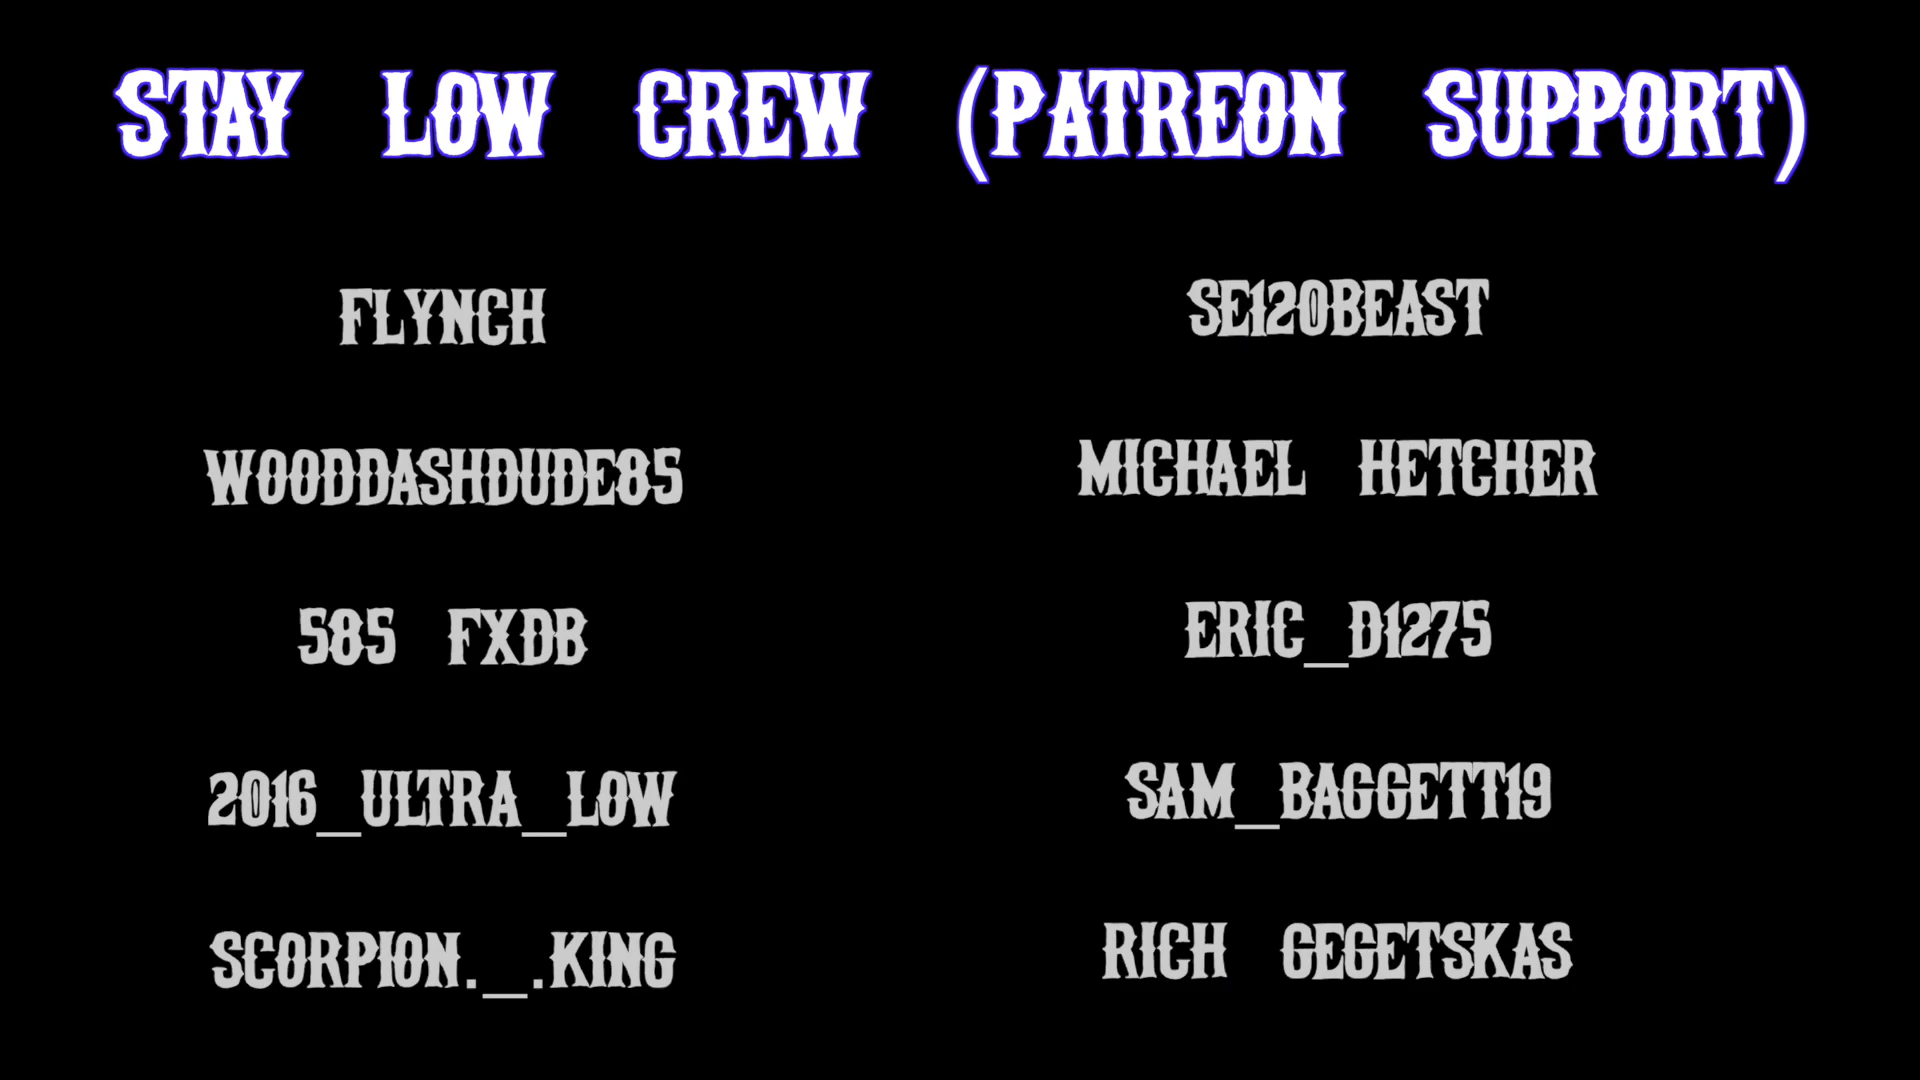 STAY LOW CREW (PATREON SUPPORT)
FLYNCH
WOODDASHDUDE85
585 FXDB
2016_ULTRA_LOW
SCORPION._.KING
SE120BEAST
MICHAEL HETCHER
ERIC_D1275
SAM_BAGGETT19
RICH GEGETSKAS